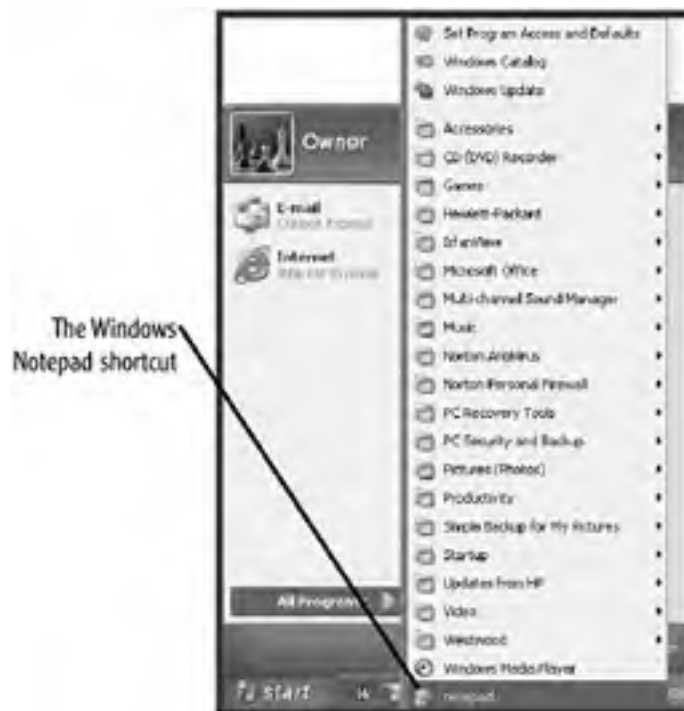 Set Program Access and Defaults
Windows Catalog
Windows Update
Owner
Accessories
CD (DVD) Recorder
Games
E-mail
Hewlett-Packard
IrfanView
Internet
Microsoft Office
Multi-channel Sound Manager
The Windows
Notepad shortcut
Music
Norton AntiVirus
Norton Personal Firewall
PC Recovery Tools
PC Security and Backup
Pictures (Photos)
Productivity
Simple Backup for My Pictures
Startup
All Programs
Updates from HP
Video
Westwood
Windows Media Player
start
notepad